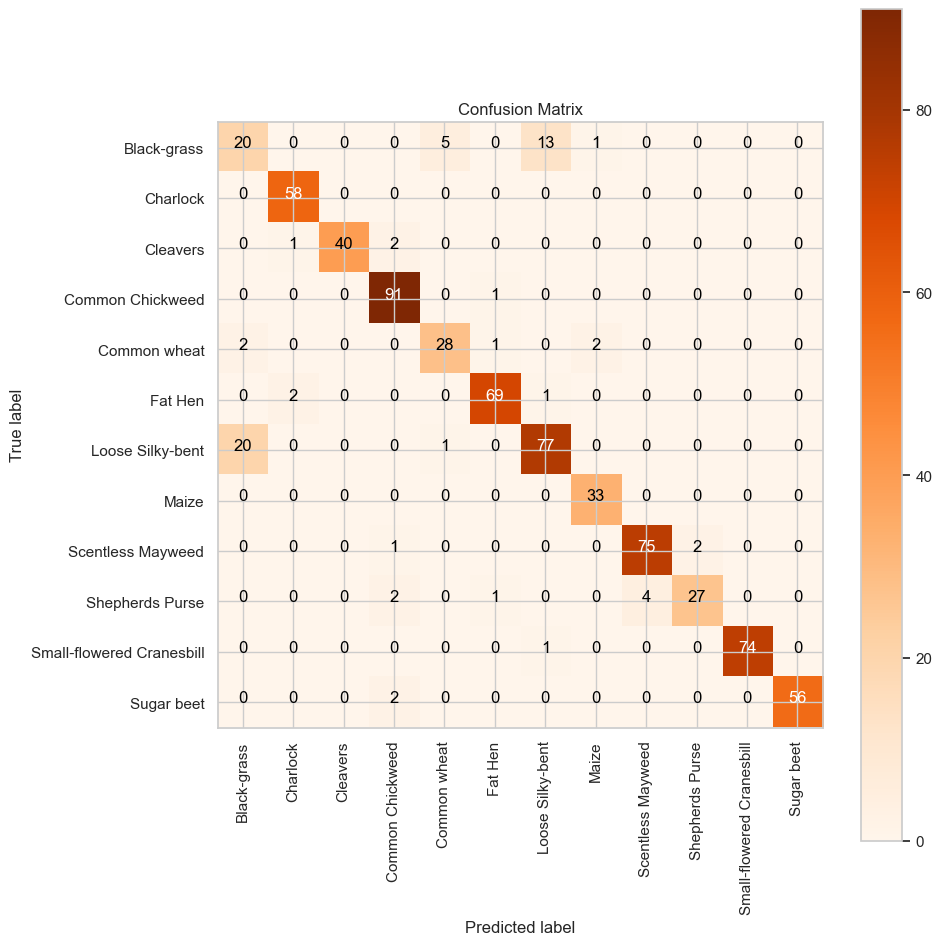 Confusion Matrix
Black-grass 20 0 0 0 5 0 13 1 0 0 0 0
Charlock 0 58 0 0 0 0 0 0 0 0 0 0
Cleavers 0 1 40 2 0 0 0 0 0 0 0 0
Common Chickweed 0 0 0 91 0 1 0 0 0 0 0 0
Common wheat 2 0 0 0 28 1 0 2 0 0 0 0
Fat Hen 0 2 0 0 0 69 1 0 0 0 0 0
Loose Silky-bent 20 0 0 0 1 0 77 0 0 0 0 0
Maize 0 0 0 0 0 0 0 33 0 0 0 0
Scentless Mayweed 0 0 0 1 0 0 0 0 75 2 0 0
Shepherds Purse 0 0 0 2 0 1 0 0 4 27 0 0
Small-flowered Cranesbill 0 0 0 0 0 0 1 0 0 0 74 0
Sugar beet 0 0 0 2 0 0 0 0 0 0 0 56
True label
Black-grass
Charlock
Cleavers
Common Chickweed
Common wheat
Fat Hen
Loose Silky-bent
Maize
Scentless Mayweed
Shepherds Purse
Small-flowered Cranesbill
Sugar beet
Predicted label
80
60
40
20
0